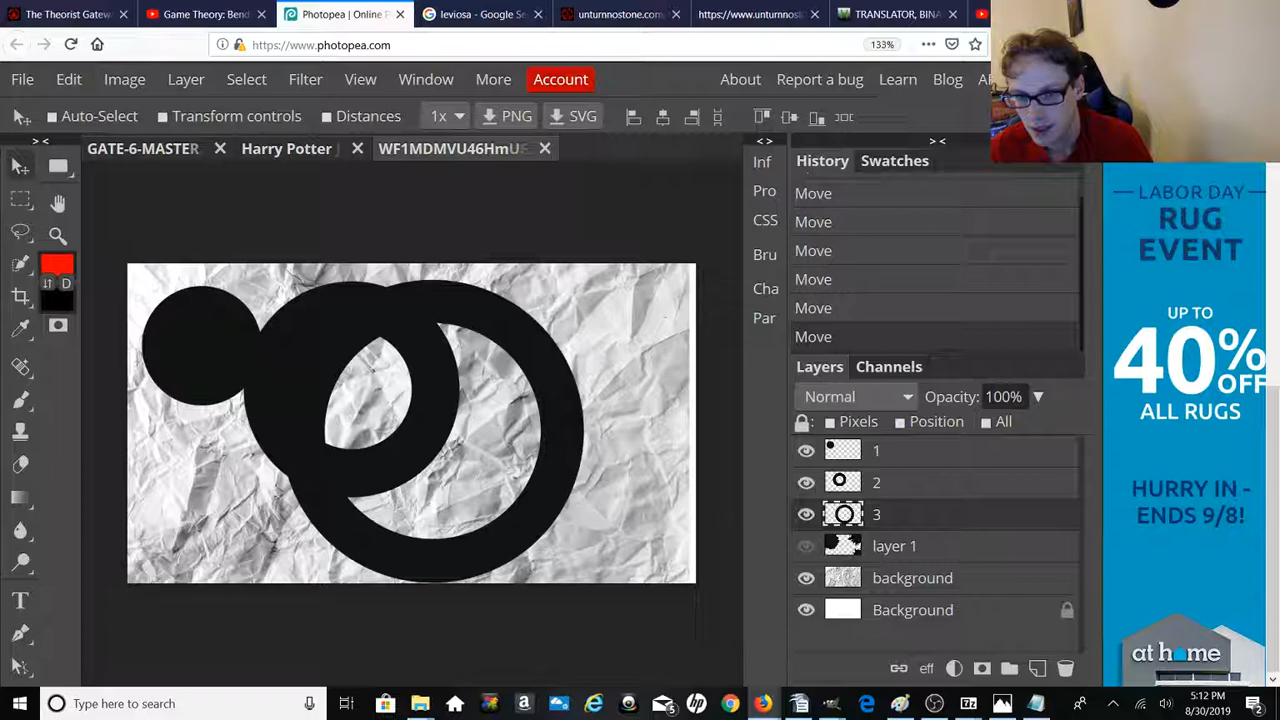 The Theorist Gatew
Game Theory: Bend
Photopea | Online P
leviosa - Google Se
unturnnostone.com
https://www.unturnnost
TRANSLATOR, BINA
https://www.photopea.com
133%
File Edit Image Layer Select Filter View Window More Account About Report a bug Learn Blog
Auto-Select Transform controls Distances 1x PNG SVG
GATE-6-MASTER Harry Potter WF1MDMVU46HmUS
> < < > > <
Inf
Pro
CSS
Bru
Cha
Par
History Swatches
Move
Move
Move
Move
Move
Move
Layers Channels
Normal Opacity: 100%
Pixels Position All
1
2
3
layer 1
background
Background
eff
D
T
LABOR DAY
RUG
EVENT
UP TO
40%
OFF
ALL RUGS
HURRY IN -
ENDS 9/8!
at home
Type here to search
5:12 PM
8/30/2019